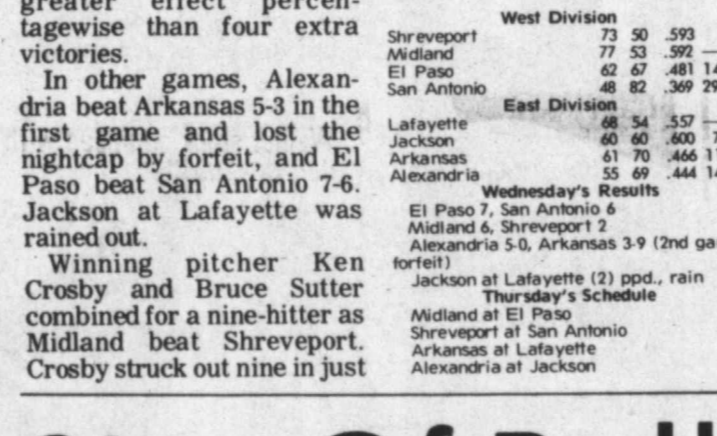 greater effect percen-
tagewise than four extra
victories.
In other games, Alexan-
dria beat Arkansas 5-3 in the
first game and lost the
nightcap by forfeit, and El
Paso beat San Antonio 7-6.
Jackson at Lafayette was
rained out.
Winning pitcher Ken
Crosby and Bruce Sutter
combined for a nine-hitter as
Midland beat Shreveport.
Crosby struck out nine in just
West Division
Shreveport 73 50 .593
Midland 77 53 .592 —
El Paso 62 67 .481 14
San Antonio 48 82 .369 29
East Division
Lafayette 68 54 .557 —
Jackson 60 60 .600
Arkansas 61 70 .466 1
Alexandria 55 69 .444 14
Wednesday's Results
El Paso 7, San Antonio 6
Midland 6, Shreveport 2
Alexandria 5-0, Arkansas 3-9 (2nd ga
forfeit)
Jackson at Lafayette (2) ppd., rain
Thursday's Schedule
Midland at El Paso
Shreveport at San Antonio
Arkansas at Lafayette
Alexandria at Jackson